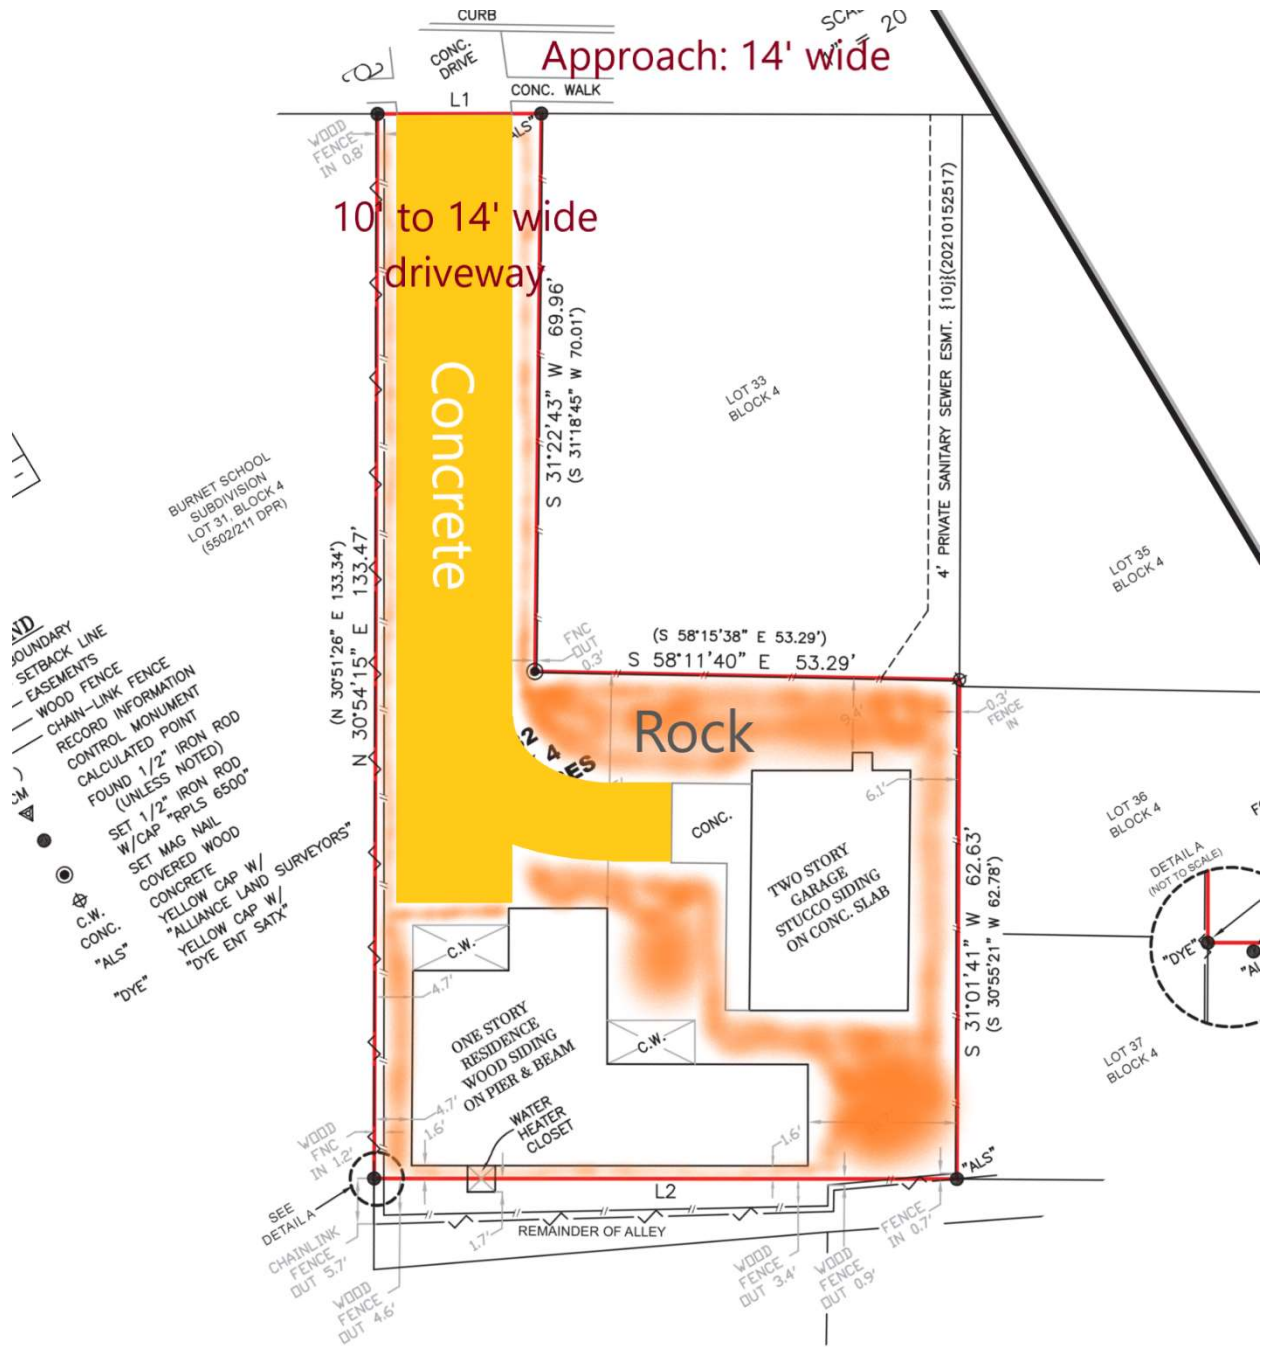 CURB
CONC.
DRIVE
Approach: 14' wide
CONC. WALK
L1
"ALS"
WOOD
FENCE
IN 0.8'
10' to 14' wide
driveway
Concrete
S 31°22'43" W 69.96'
(S 31°18'45" W 70.01')
LOT 33
BLOCK 4
4' PRIVATE SANITARY SEWER ESMT. {10j}(20210152517)
BURNET SCHOOL
SUBDIVISION
LOT 31, BLOCK 4
(5502/211 DPR)
(N 30°51'26" E 133.34')
N 30°54'15" E 133.47'
LOT 35
BLOCK 4
FNC
OUT
0.3'
(S 58°15'38" E 53.29')
S 58°11'40" E 53.29'
Rock
9.4'
0.3'
FENCE
IN
SETBACK LINE
EASEMENTS
WOOD FENCE
CHAIN-LINK FENCE
RECORD INFORMATION
CONTROL MONUMENT
CALCULATED POINT
FOUND 1/2" IRON ROD
(UNLESS NOTED)
SET 1/2" IRON ROD
W/CAP "RPLS 6500"
SET MAG NAIL
C.W. COVERED WOOD
CONC. CONCRETE
"ALS" YELLOW CAP W/
"ALLIANCE LAND SURVEYORS"
"DYE" YELLOW CAP W/
"DYE ENT SATX"
CONC.
6.1'
TWO STORY
GARAGE
STUCCO SIDING
ON CONC. SLAB
LOT 36
BLOCK 4
S 31°01'41" W 62.63'
(S 30°55'21" W 62.78')
DETAIL A
(NOT TO SCALE)
"DYE"
C.W.
4.7'
ONE STORY
RESIDENCE
WOOD SIDING
ON PIER & BEAM
C.W.
LOT 37
BLOCK 4
4.7'
1.6'
WATER
HEATER
CLOSET
1.6'
WOOD
FNC
IN 1.2'
"ALS"
L2
SEE
DETAIL A
REMAINDER OF ALLEY
1.7'
CHAINLINK
FENCE
OUT 5.7'
WOOD
FENCE
OUT 4.6'
WOOD
FENCE
OUT 3.4'
WOOD
FENCE
OUT 0.9'
FENCE
IN 0.7'